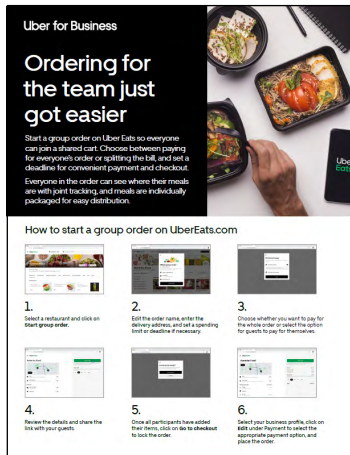 Uber for Business
Ordering for
the team just
got easier
Start a group order on Uber Eats so everyone
can join a shared cart. Choose between paying
for everyone's order or splitting the bill, and set a
deadline for convenient payment and checkout.
Everyone in the order can see where their meals
are with joint tracking, and meals are individually
packaged for easy distribution.
Uber
Eats
How to start a group order on UberEats.com
1.
Select a restaurant and click on
Start group order.
2.
Edit the order name, enter the
delivery address, and set a spending
limit or deadline if necessary.
3.
Choose whether you want to pay for
the whole order or select the option
for guests to pay for themselves.
4.
Review the details and share the
link with your guests.
5.
Once all participants have added
their items, click on Go to checkout
to lock the order.
6.
Select your business profile, click on
Edit under Payment to select the
appropriate payment option, and
place the order.